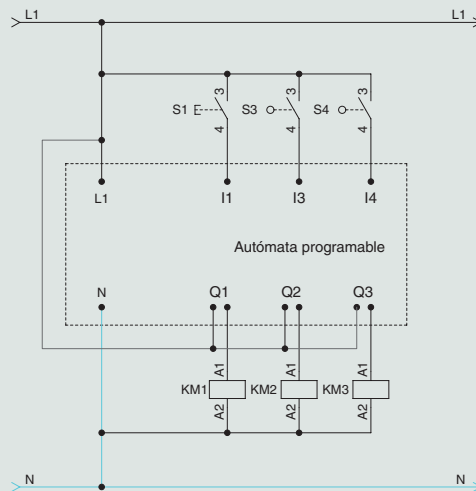 L1 L1
3 3 3
S1 S3 S4
4 4 4
L1 I1 I3 I4
Autómata programable
N Q1 Q2 Q3
A1 A1 A1
KM1 KM2 KM3
A2 A2 A2
N N